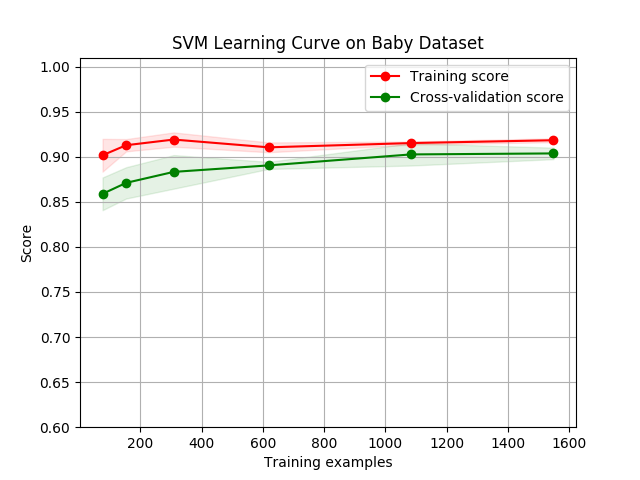 SVM Learning Curve on Baby Dataset
Training score
Cross-validation score
Score
1.00
0.95
0.90
0.85
0.80
0.75
0.70
0.65
0.60
200 400 600 800 1000 1200 1400 1600
Training examples